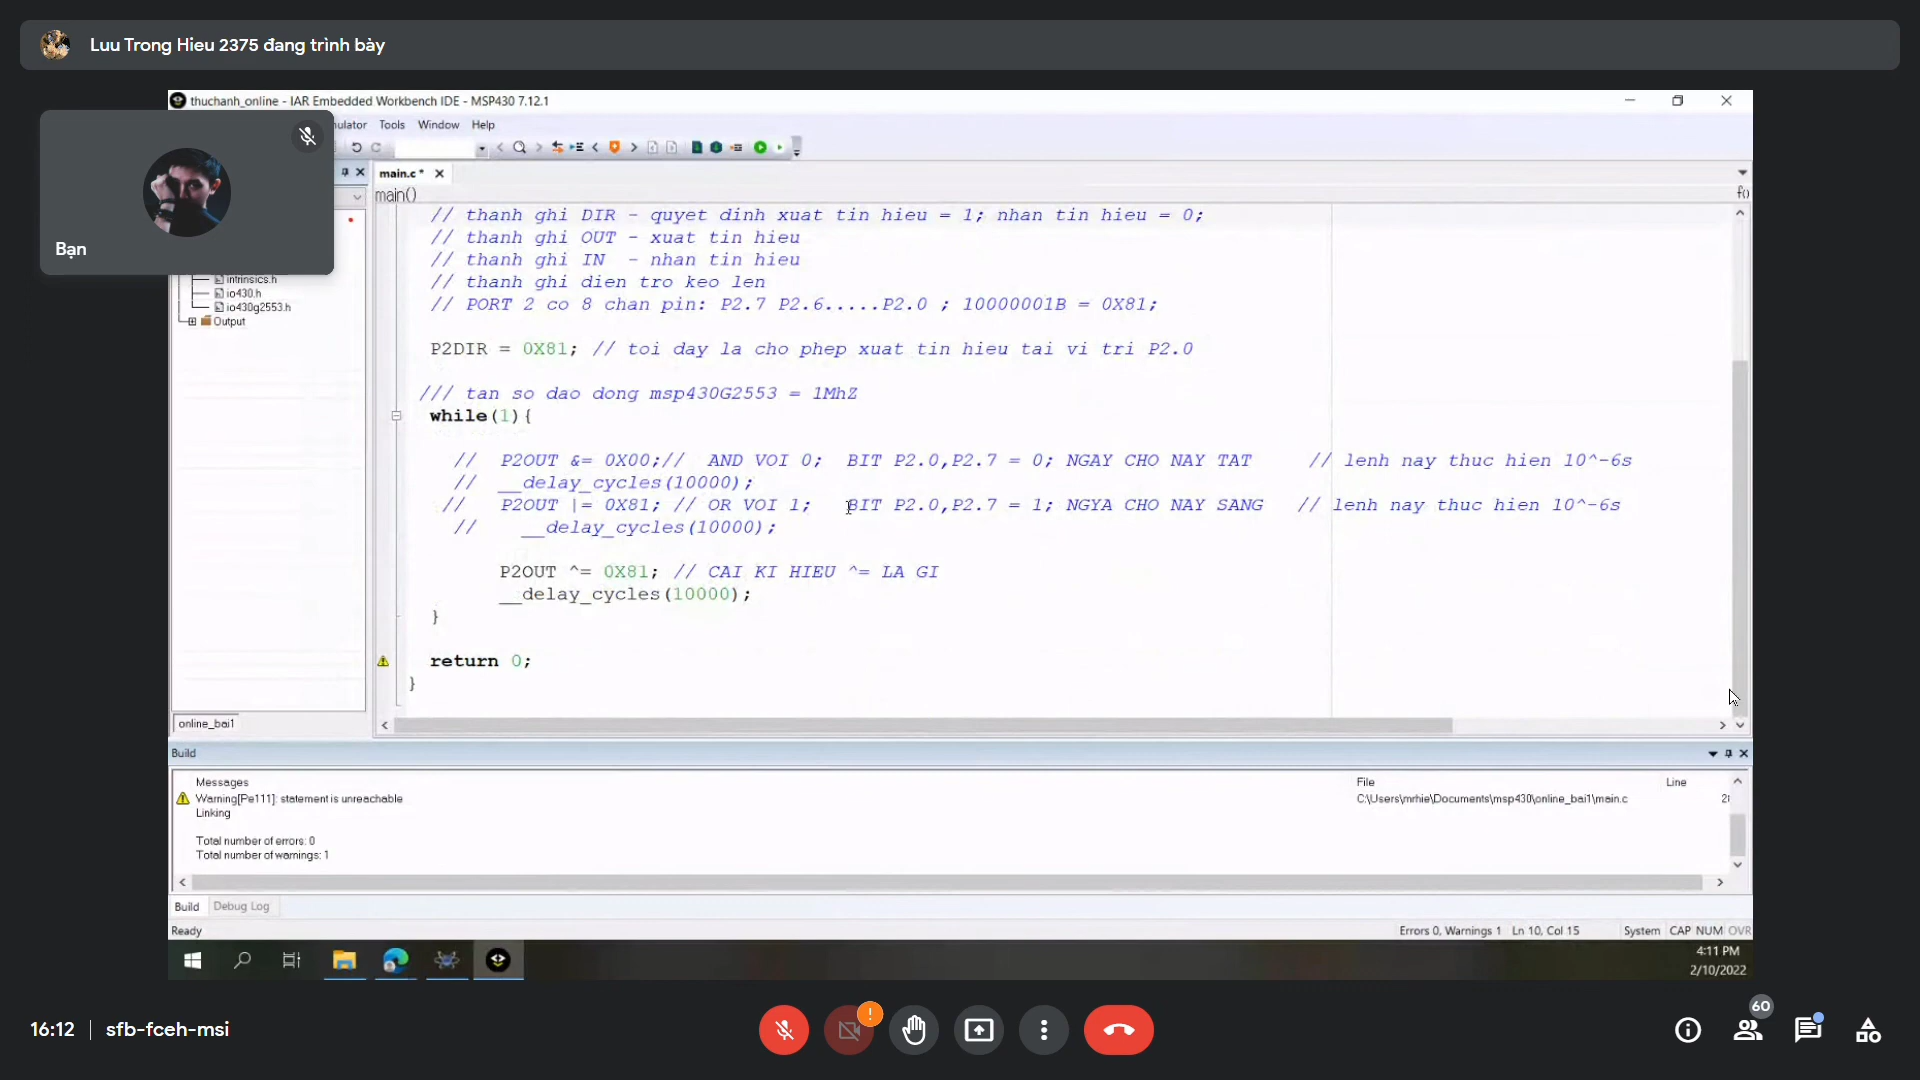 Luu Trong Hieu 2375 đang trình bày
thuchanh_online - IAR Embedded Workbench IDE - MSP430 7.12.1
Tools Window Help
Bạn
main.c *
main()
f()
// thanh ghi DIR - quyet dinh xuat tin hieu = 1; nhan tin hieu = 0;
// thanh ghi OUT - xuat tin hieu
// thanh ghi IN  - nhan tin hieu
// thanh ghi dien tro keo len
// PORT 2 co 8 chan pin: P2.7 P2.6.....P2.0 ; 10000001B = 0X81;
P2DIR = 0X81; // toi day la cho phep xuat tin hieu tai vi tri P2.0
/// tan so dao dong msp430G2553 = 1MhZ
while(1){
// P2OUT &= 0X00;// AND VOI 0; BIT P2.0,P2.7 = 0; NGAY CHO NAY TAT // lenh nay thuc hien 10^-6s
// __delay_cycles(10000);
// P2OUT |= 0X81; // OR VOI 1; BIT P2.0,P2.7 = 1; NGYA CHO NAY SANG // lenh nay thuc hien 10^-6s
// __delay_cycles(10000);
P2OUT ^= 0X81; // CAI KI HIEU ^= LA GI
__delay_cycles(10000);
}
return 0;
}
intrinsics.h
io430.h
io430g2553.h
Output
online_bai1
Build
Messages File Line
Warning[Pe111]: statement is unreachable C:\Users\mrhie\Documents\msp430\online_bai1\main.c
Linking
Total number of errors: 0
Total number of warnings: 1
Build Debug Log
Ready Errors 0, Warnings 1 Ln 10, Col 15 System CAP NUM OVR
4:11 PM
2/10/2022
16:12 | sfb-fceh-msi
!
60